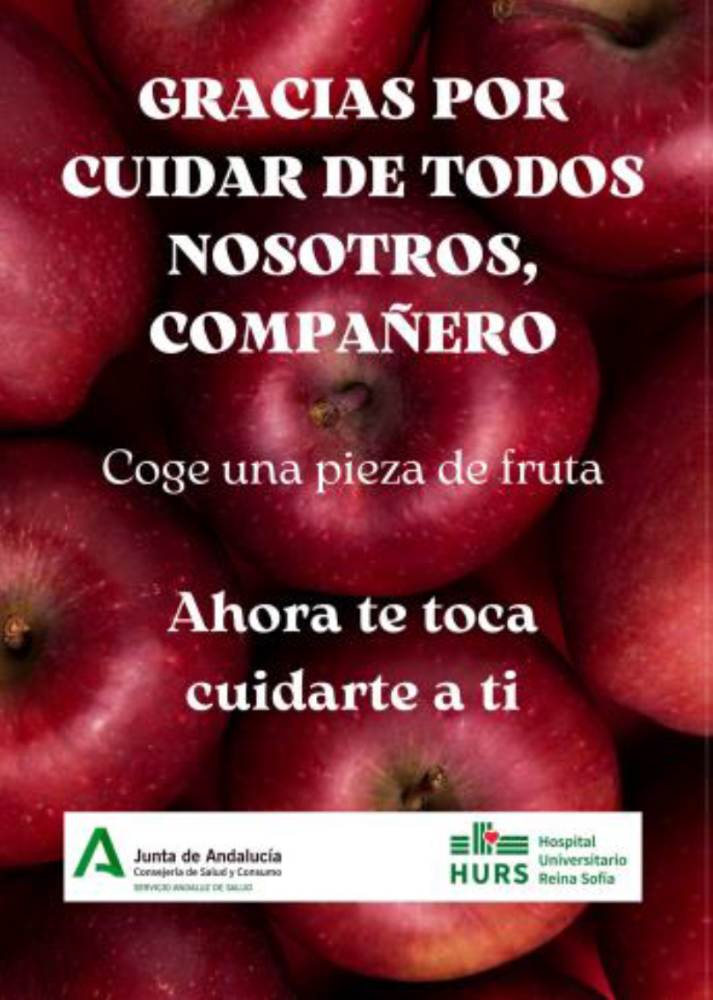 GRACIAS POR
CUIDAR DE TODOS
NOSOTROS,
COMPAÑERO
Coge una pieza de fruta
Ahora te toca
cuidarte a ti
Junta de Andalucía
Consejería de Salud y Consumo
SERVICIO ANDALUZ DE SALUD
HURS
Hospital
Universitario
Reina Sofía